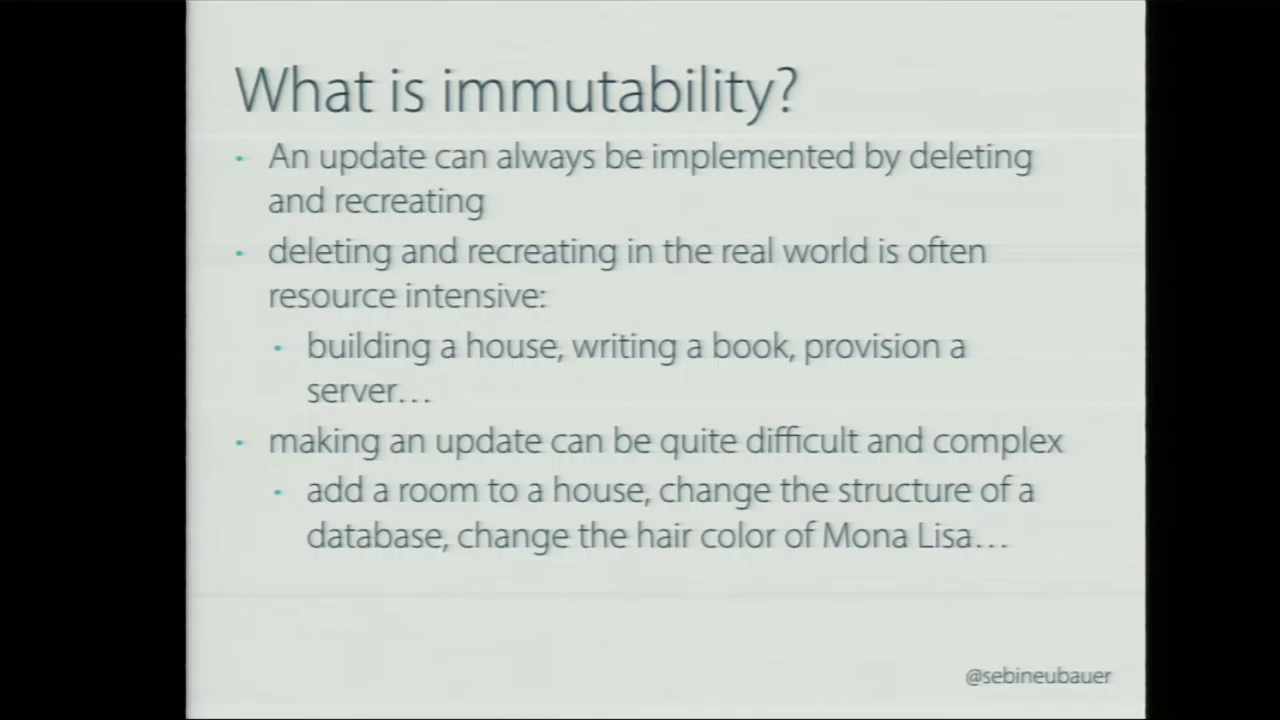 What is immutability?
• An update can always be implemented by deleting
and recreating
• deleting and recreating in the real world is often
resource intensive:
• building a house, writing a book, provision a
server…
• making an update can be quite difficult and complex
• add a room to a house, change the structure of a
database, change the hair color of Mona Lisa…
@sebineubauer